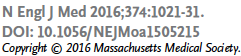 N Engl J Med 2016;374:1021-31.
DOI: 10.1056/NEJMoa1505215
Copyright © 2016 Massachusetts Medical Society.